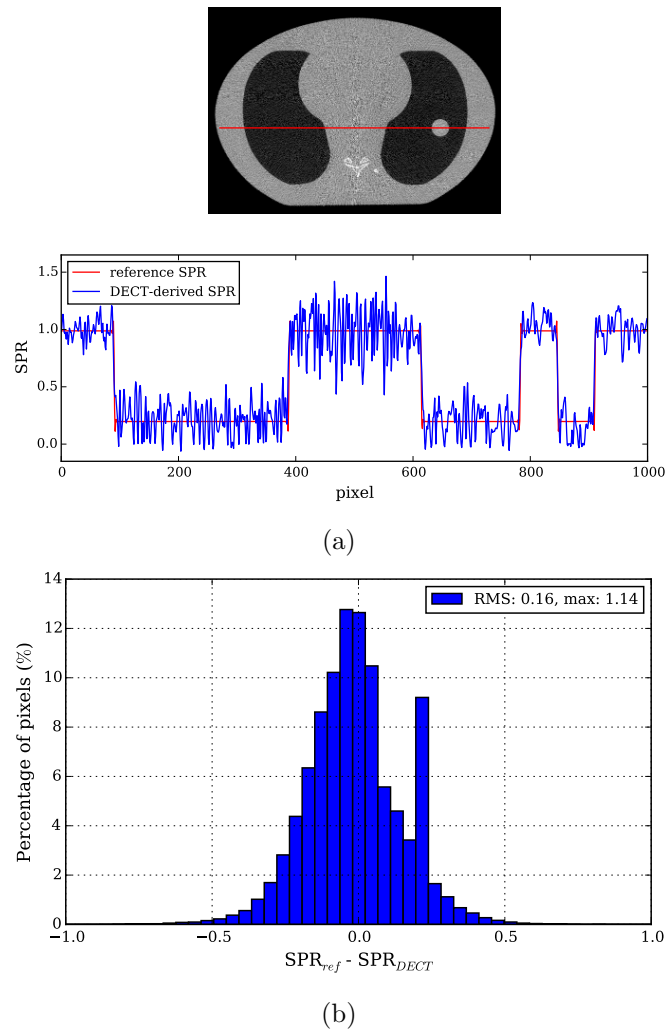 1.5
1.0
0.5
0.0
SPR
reference SPR
DECT-derived SPR
0 200 400 600 800 1000
pixel
(a)
14
12
10
8
6
4
2
0
Percentage of pixels (%)
RMS: 0.16, max: 1.14
−1.0 −0.5 0.0 0.5 1.0
SPR_ref - SPR_DECT
(b)